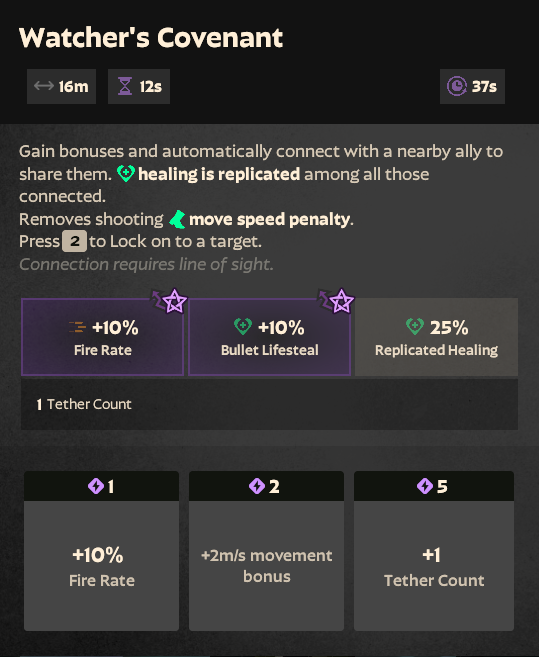 Watcher's Covenant
16m 12s 37s
Gain bonuses and automatically connect with a nearby ally to
share them. healing is replicated among all those
connected.
Removes shooting move speed penalty.
Press 2 to Lock on to a target.
Connection requires line of sight.
+10% +10% 25%
Fire Rate Bullet Lifesteal Replicated Healing
1 Tether Count
1 2 5
+10% +2m/s movement +1
Fire Rate bonus Tether Count